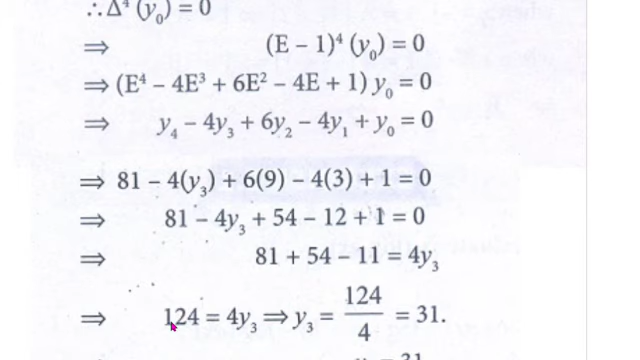 ∴Δ⁴ (y₀) = 0
⇒ (E − 1)⁴ (y₀) = 0
⇒ (E⁴ − 4E³ + 6E² − 4E + 1) y₀ = 0
⇒ y₄ − 4y₃ + 6y₂ − 4y₁ + y₀ = 0
⇒ 81 − 4(y₃) + 6(9) − 4(3) + 1 = 0
⇒ 81 − 4y₃ + 54 − 12 + 1 = 0
⇒ 81 + 54 − 11 = 4y₃
⇒ 124 = 4y₃ ⇒ y₃ = 124/4 = 31.